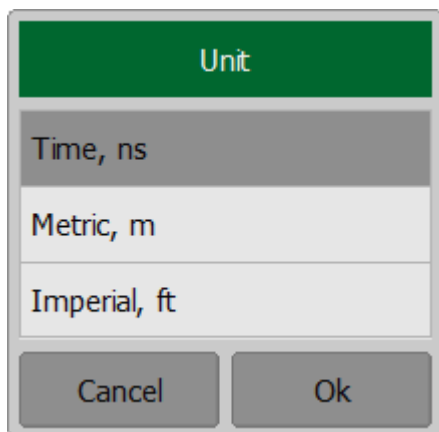 Unit
Time, ns
Metric, m
Imperial, ft
Cancel Ok